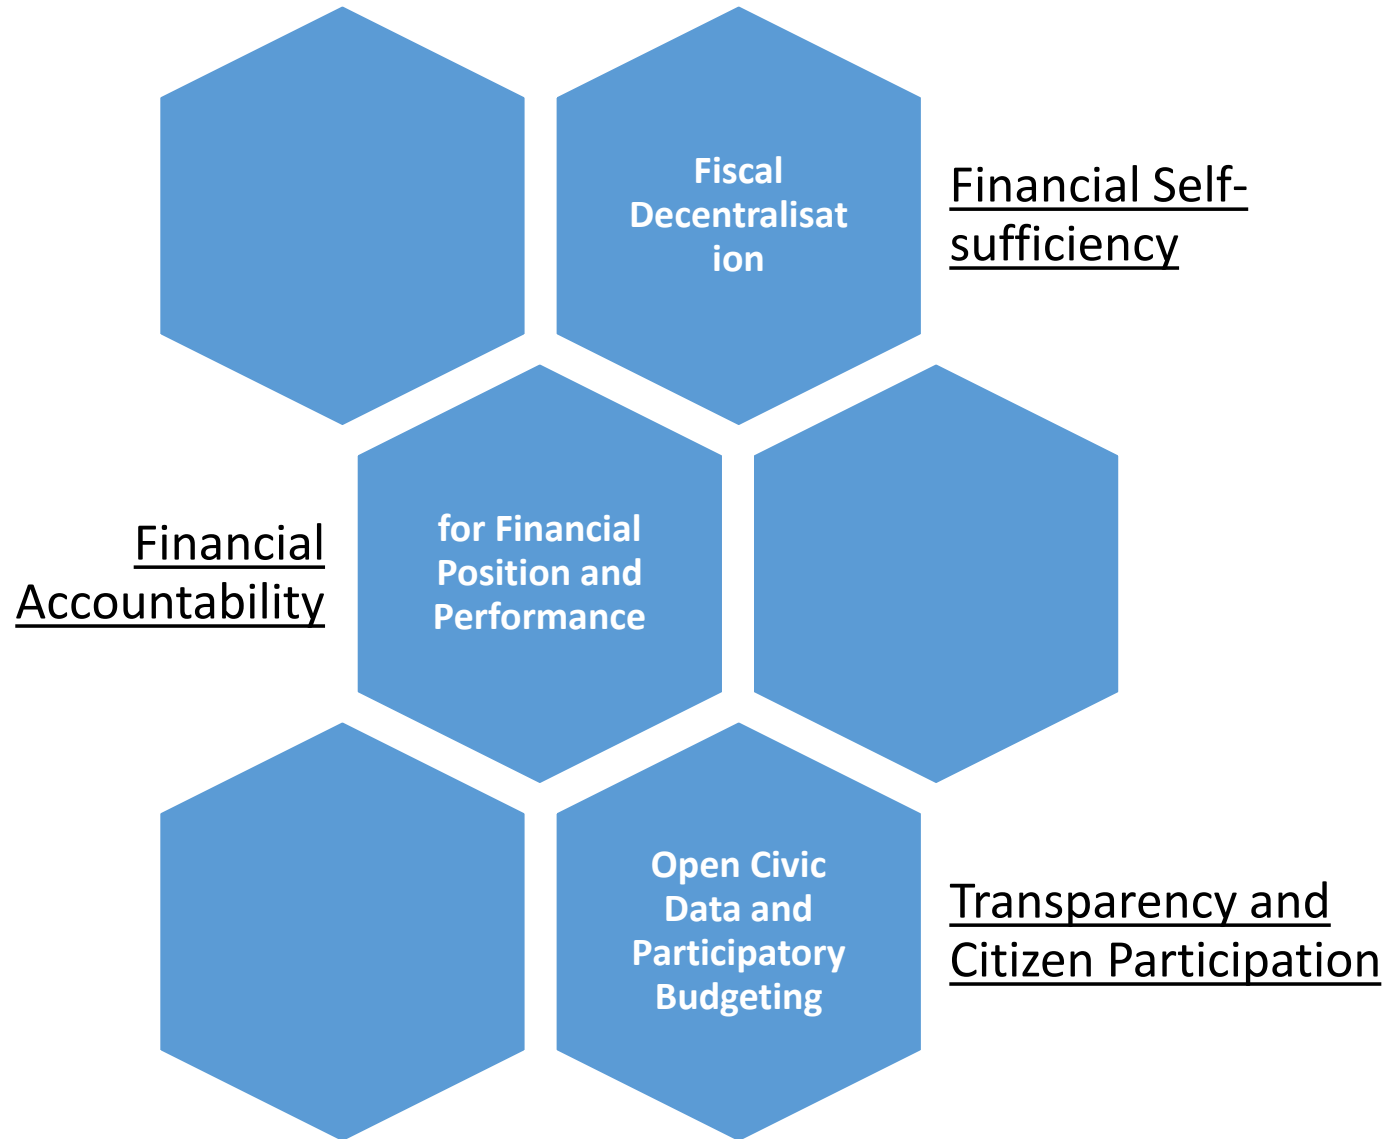 Fiscal
Decentralisat
ion
Financial Self-
sufficiency
Financial
Accountability
for Financial
Position and
Performance
Open Civic
Data and
Participatory
Budgeting
Transparency and
Citizen Participation